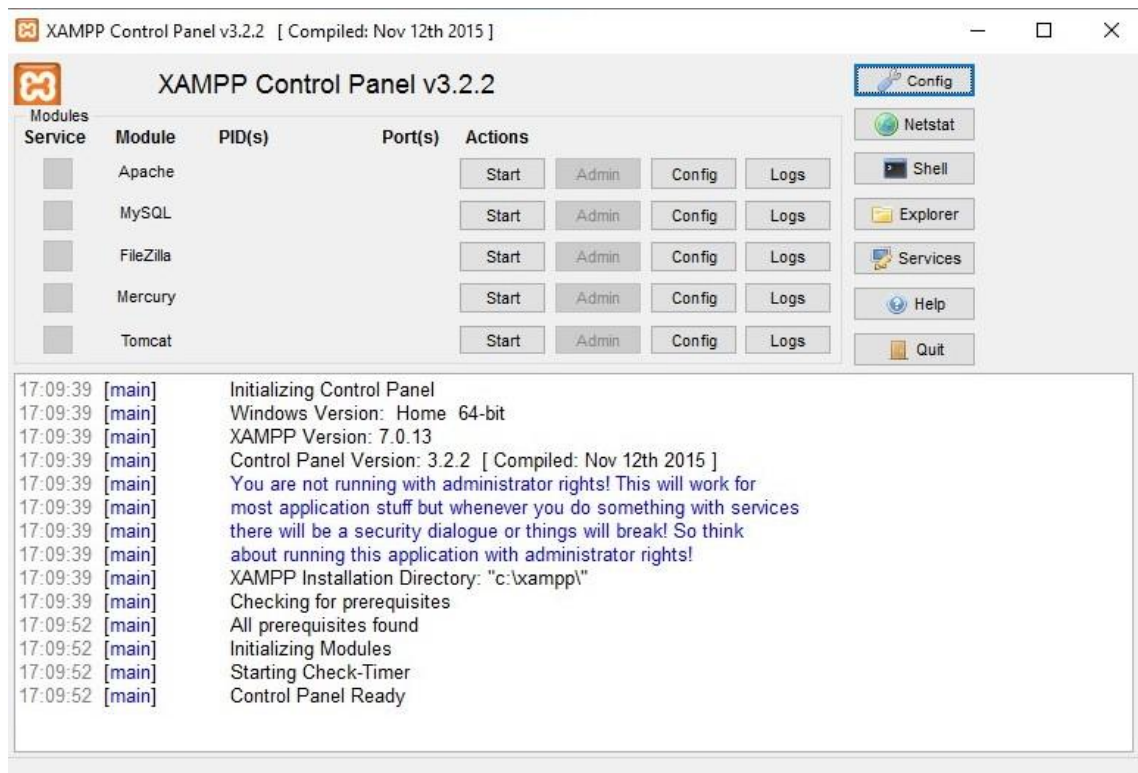 XAMPP Control Panel v3.2.2 [ Compiled: Nov 12th 2015 ]
XAMPP Control Panel v3.2.2
Config
Modules
Service Module PID(s) Port(s) Actions
Netstat
Apache Start Admin Config Logs
Shell
MySQL Start Admin Config Logs
Explorer
FileZilla Start Admin Config Logs
Services
Mercury Start Admin Config Logs
Help
Tomcat Start Admin Config Logs
Quit
17:09:39 [main] Initializing Control Panel
17:09:39 [main] Windows Version: Home 64-bit
17:09:39 [main] XAMPP Version: 7.0.13
17:09:39 [main] Control Panel Version: 3.2.2 [ Compiled: Nov 12th 2015 ]
17:09:39 [main] You are not running with administrator rights! This will work for
17:09:39 [main] most application stuff but whenever you do something with services
17:09:39 [main] there will be a security dialogue or things will break! So think
17:09:39 [main] about running this application with administrator rights!
17:09:39 [main] XAMPP Installation Directory: "c:\xampp\"
17:09:39 [main] Checking for prerequisites
17:09:52 [main] All prerequisites found
17:09:52 [main] Initializing Modules
17:09:52 [main] Starting Check-Timer
17:09:52 [main] Control Panel Ready